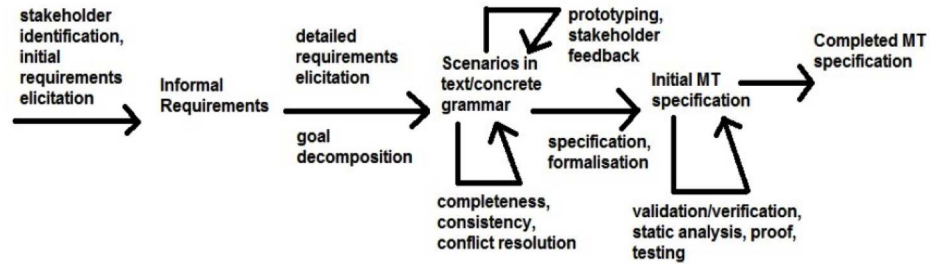 stakeholder
identification,
initial
requirements
elicitation
Informal
Requirements
detailed
requirements
elicitation
goal
decomposition
Scenarios in
text/concrete
grammar
prototyping,
stakeholder
feedback
completeness,
consistency,
conflict resolution
specification,
formalisation
Initial MT
specification
validation/verification,
static analysis, proof,
testing
Completed MT
specification